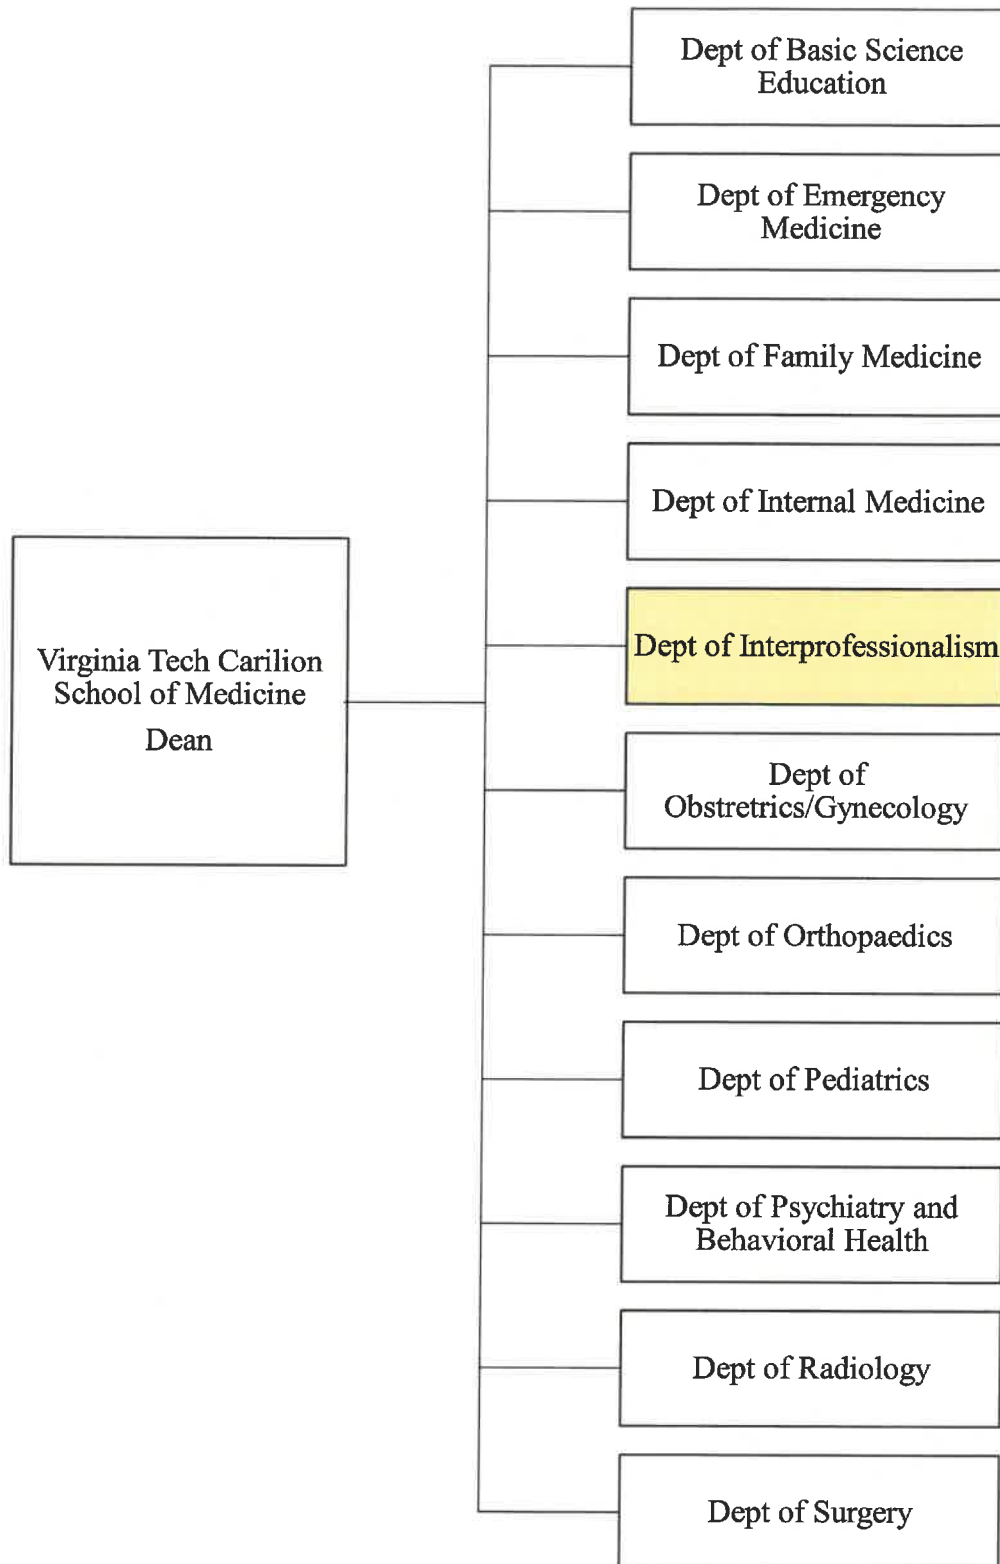 Dept of Basic Science
Education
Dept of Emergency
Medicine
Dept of Family Medicine
Dept of Internal Medicine
Virginia Tech Carilion
School of Medicine
Dean
Dept of Interprofessionalism
Dept of
Obstretrics/Gynecology
Dept of Orthopaedics
Dept of Pediatrics
Dept of Psychiatry and
Behavioral Health
Dept of Radiology
Dept of Surgery